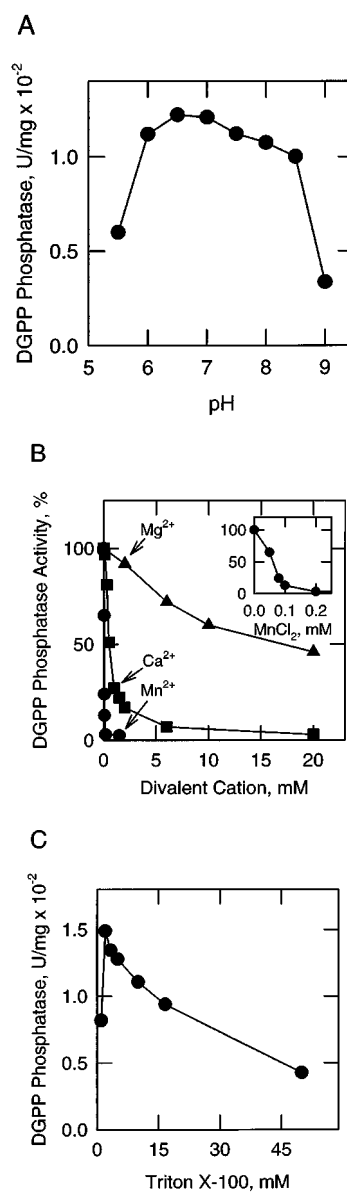 A
DGPP Phosphatase, U/mg x 10⁻²
1.0
0.5
0.0
5 6 7 8 9
pH
B
DGPP Phosphatase Activity, %
100
50
0
Mg²⁺
Ca²⁺
Mn²⁺
100
50
0
0.0 0.1 0.2
MnCl₂, mM
0 5 10 15 20
Divalent Cation, mM
C
DGPP Phosphatase, U/mg x 10⁻²
1.5
1.0
0.5
0.0
0 15 30 45
Triton X-100, mM